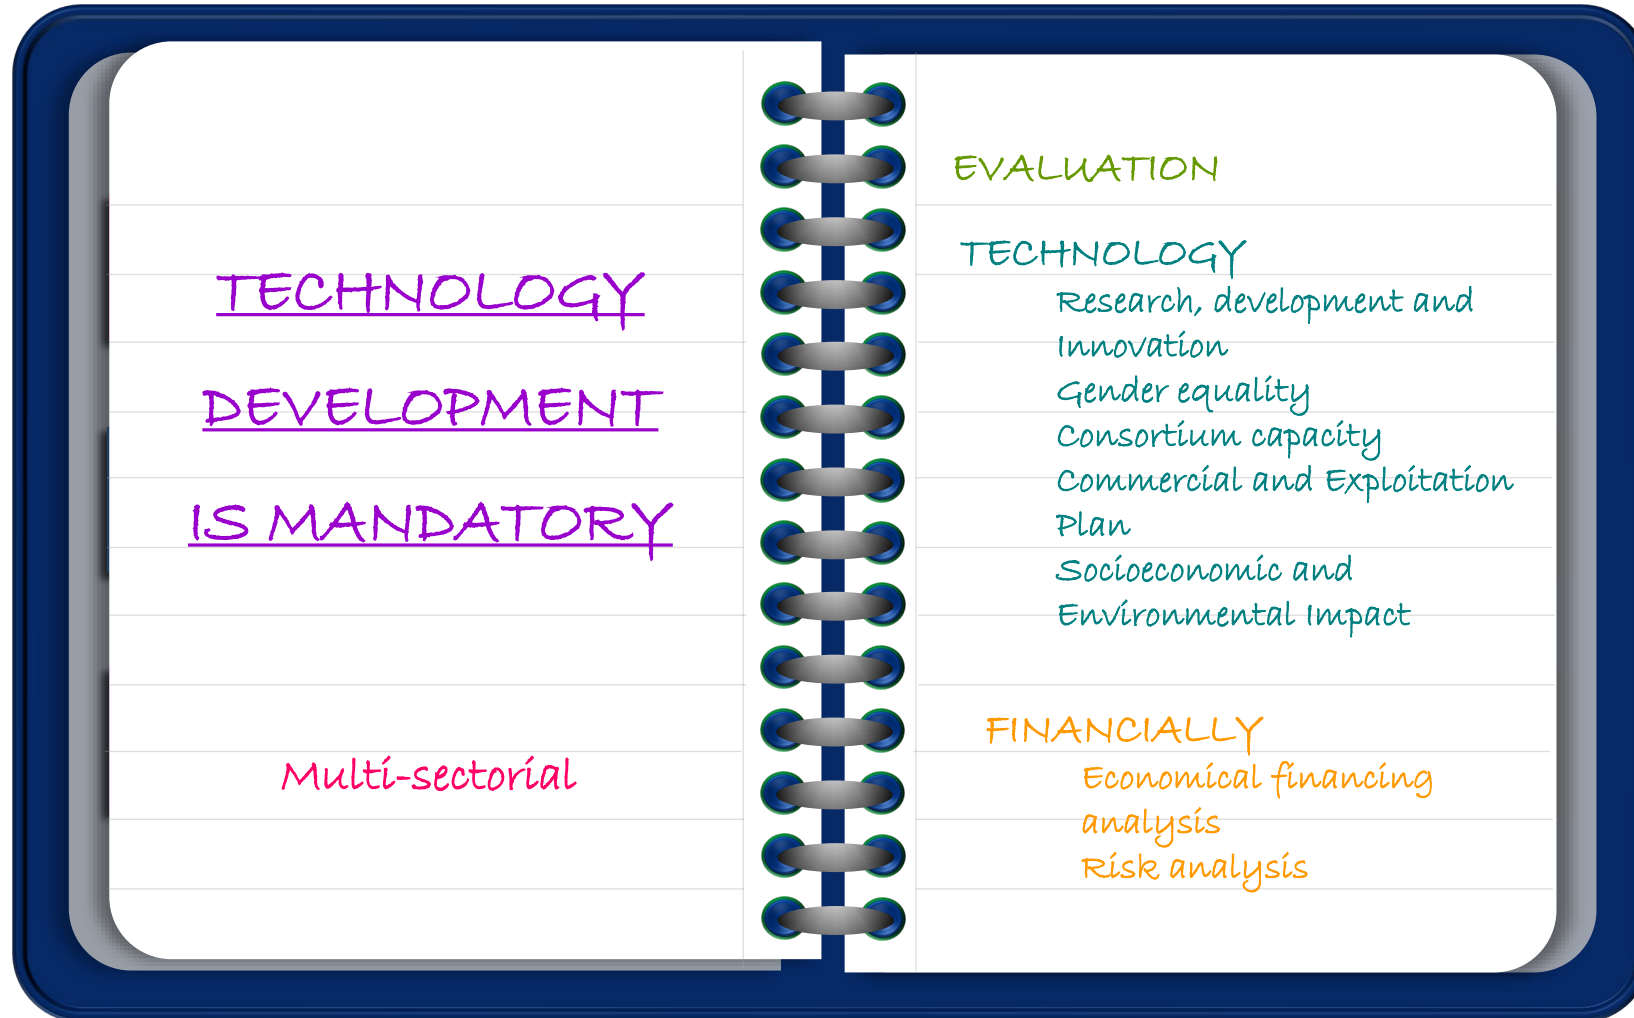 TECHNOLOGY
DEVELOPMENT
IS MANDATORY
Multi-sectorial
EVALUATION
TECHNOLOGY
Research, development and
Innovation
Gender equality
Consortium capacity
Commercial and Exploitation
Plan
Socioeconomic and
Environmental Impact
FINANCIALLY
Economical financing
analysis
Risk analysis